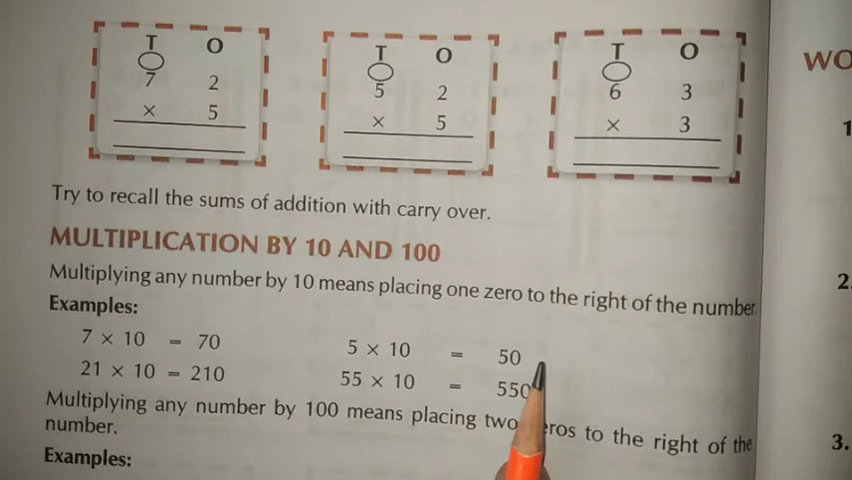 T O
7 2
× 5
T O
5 2
× 5
T O
6 3
× 3
Try to recall the sums of addition with carry over.
MULTIPLICATION BY 10 AND 100
Multiplying any number by 10 means placing one zero to the right of the number.
Examples:
7 × 10 = 70 5 × 10 = 50
21 × 10 = 210 55 × 10 = 550
Multiplying any number by 100 means placing two to the right of the
number.
Examples:
WO
1
2.
3.